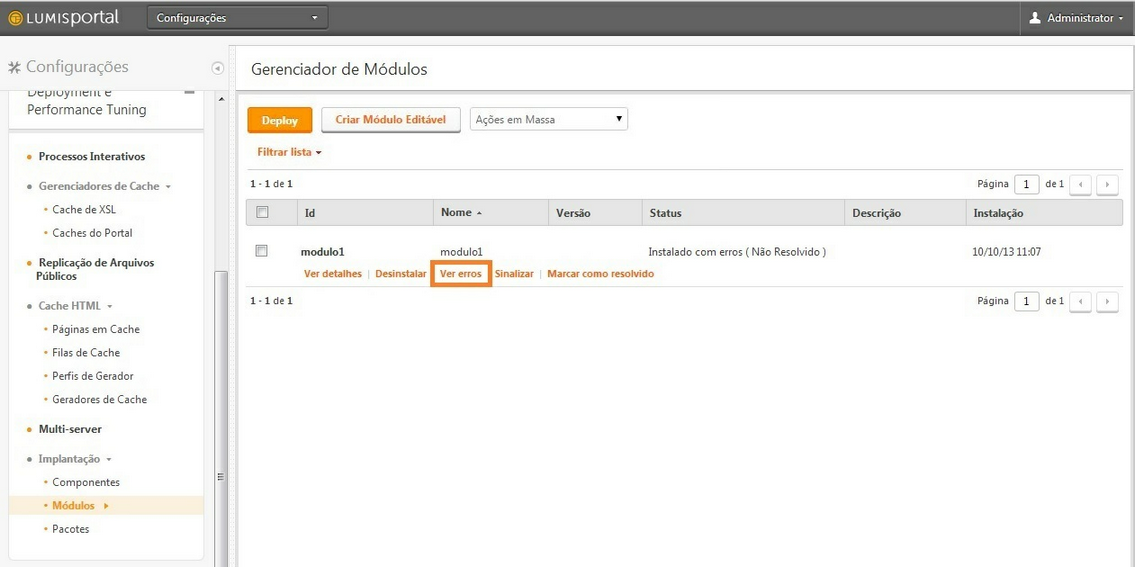 LUMISportal
Configurações
Administrator
Configurações
Gerenciador de Módulos
Deployment e
Performance Tuning
Deploy
Criar Módulo Editável
Ações em Massa
Filtrar lista
1 - 1 de 1
Página 1 de 1
Id Nome Versão Status Descrição Instalação
modulo1 modulo1 Instalado com erros ( Não Resolvido ) 10/10/13 11:07
Ver detalhes | Desinstalar Ver erros Sinalizar | Marcar como resolvido
1 - 1 de 1
Página 1 de 1
Processos Interativos
Gerenciadores de Cache
Cache de XSL
Caches do Portal
Replicação de Arquivos
Públicos
Cache HTML
Páginas em Cache
Filas de Cache
Perfis de Gerador
Geradores de Cache
Multi-server
Implantação
Componentes
Módulos
Pacotes